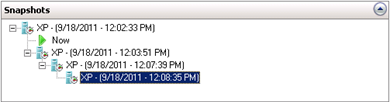 Snapshots
XP - (9/18/2011 - 12:02:33 PM)
Now
XP - (9/18/2011 - 12:03:51 PM)
XP - (9/18/2011 - 12:07:39 PM)
XP - (9/18/2011 - 12:08:35 PM)